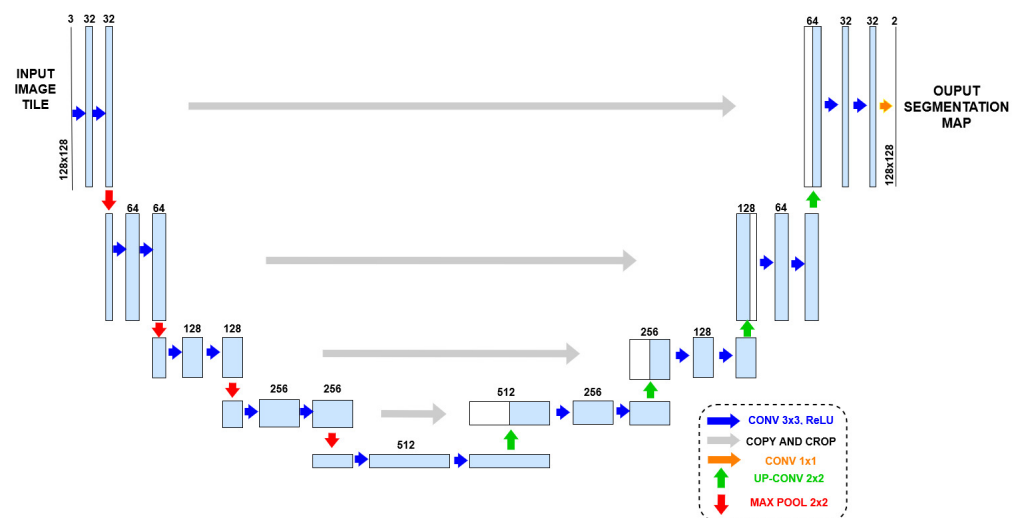 3 32 32
INPUT
IMAGE
TILE
128x128
64 64
128 128
256 256
512
512
256
256
128
128
64
64 32 32 2
OUPUT
SEGMENTATION
MAP
128x128
CONV 3x3, ReLU
COPY AND CROP
CONV 1x1
UP-CONV 2x2
MAX POOL 2x2